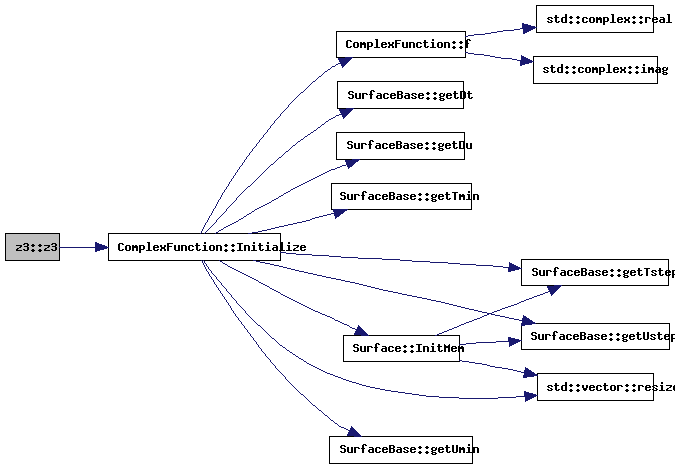 std::complex::real
ComplexFunction::f
std::complex::imag
SurfaceBase::getDt
SurfaceBase::getDu
SurfaceBase::getTmin
z3::z3
ComplexFunction::Initialize
SurfaceBase::getTstep
SurfaceBase::getUstep
Surface::InitMem
std::vector::resize
SurfaceBase::getUmin